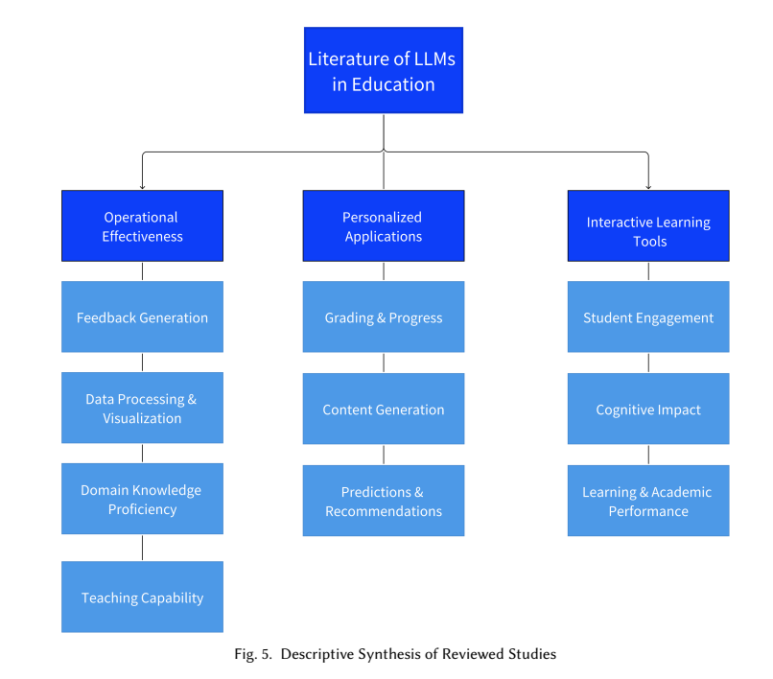 Literature of LLMs
in Education
Operational
Effectiveness
Personalized
Applications
Interactive Learning
Tools
Feedback Generation
Grading & Progress
Student Engagement
Data Processing &
Visualization
Content Generation
Cognitive Impact
Domain Knowledge
Proficiency
Predictions &
Recommendations
Learning & Academic
Performance
Teaching Capability
Fig. 5. Descriptive Synthesis of Reviewed Studies